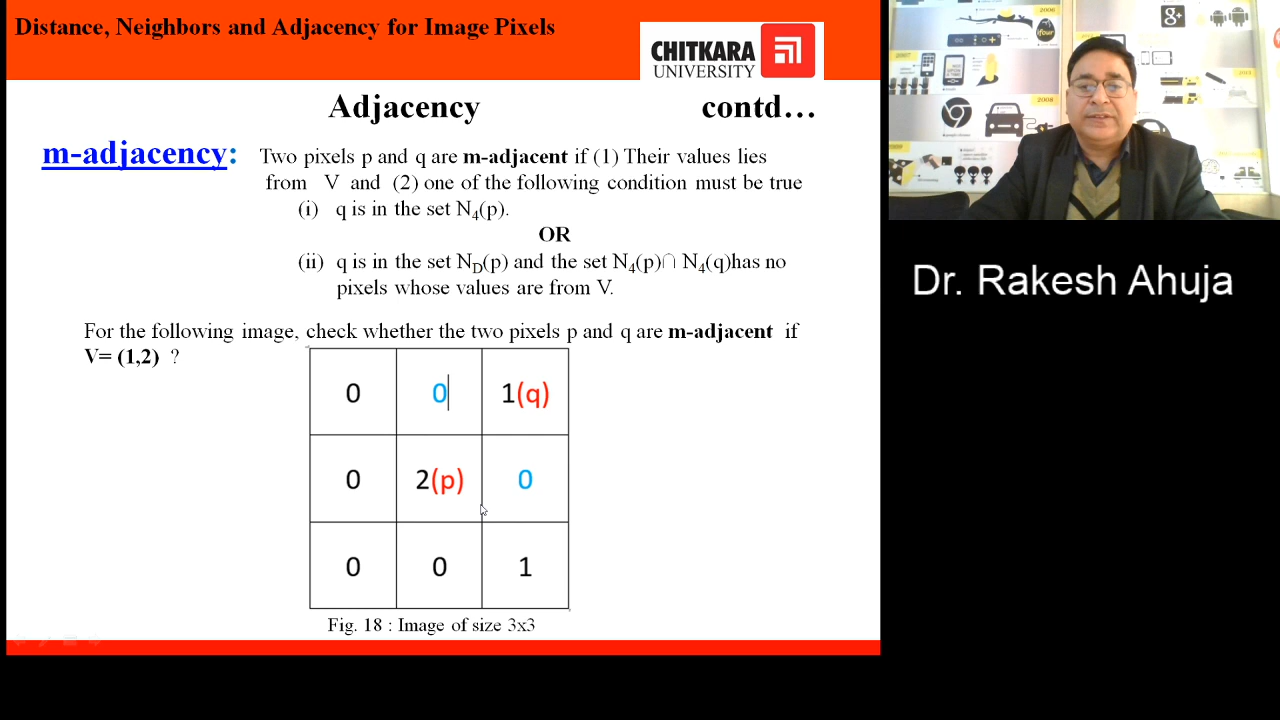 Distance, Neighbors and Adjacency for Image Pixels
CHITKARA
UNIVERSITY
Adjacency contd…
m-adjacency: Two pixels p and q are m-adjacent if (1) Their values lies
from V and (2) one of the following condition must be true
(i) q is in the set N4(p).
OR
(ii) q is in the set ND(p) and the set N4(p)∩ N4(q)has no
pixels whose values are from V.
For the following image, check whether the two pixels p and q are m-adjacent if
V= (1,2) ?
0 0 1(q)
0 2(p) 0
0 0 1
Fig. 18 : Image of size 3x3
2006
ifour
2007
2008
g+
Dr. Rakesh Ahuja